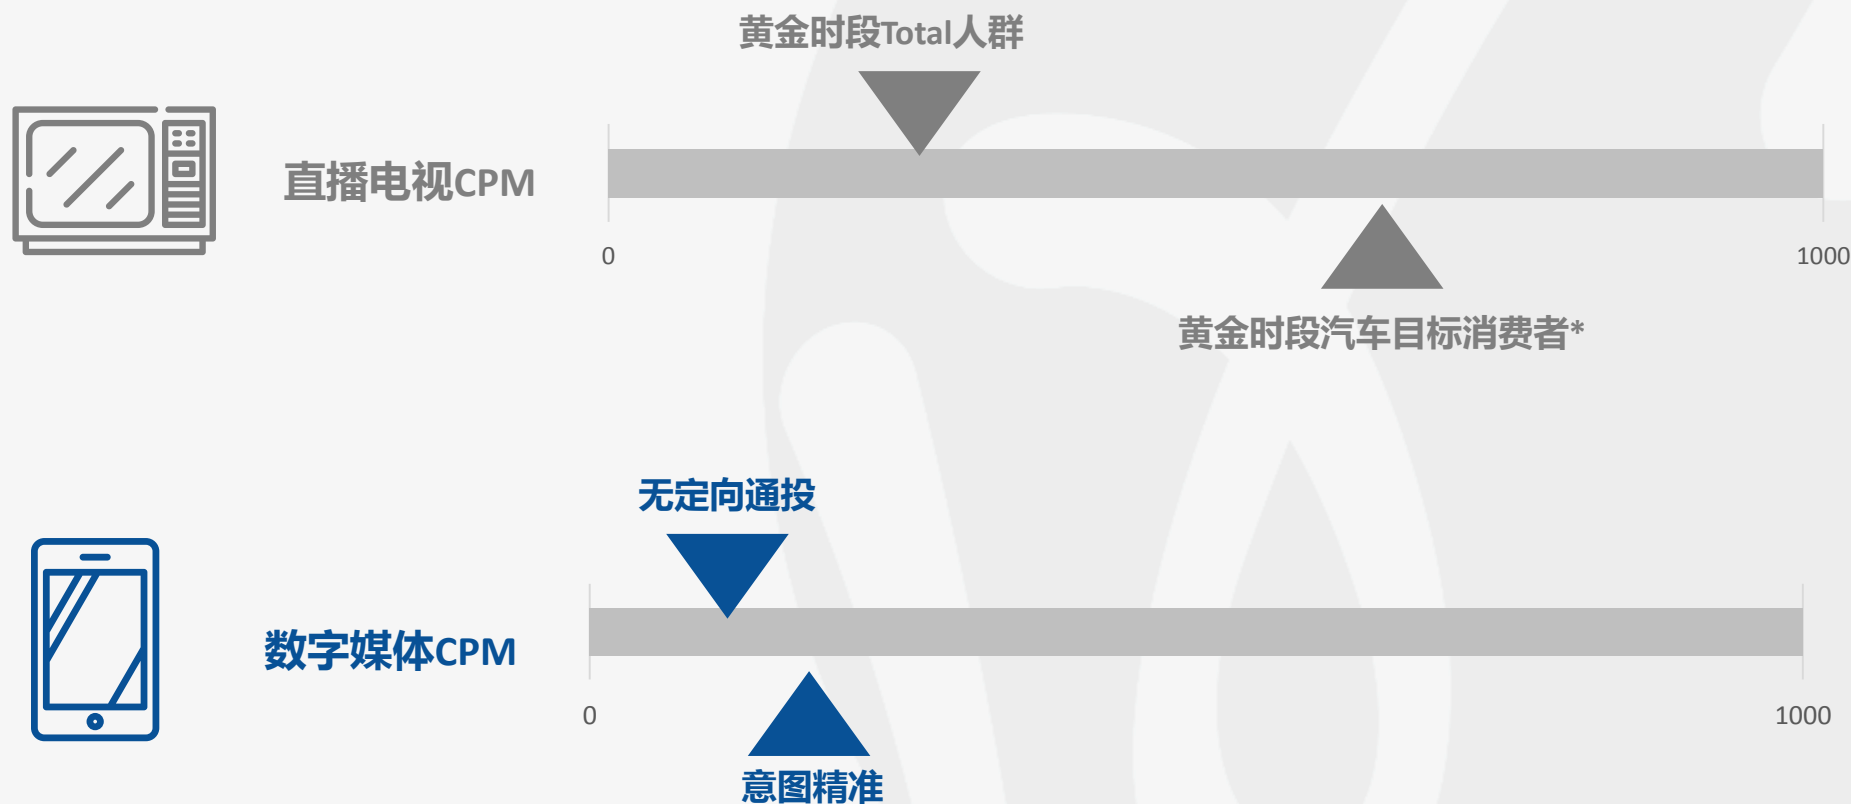 黄金时段Total人群
直播电视CPM
0
1000
黄金时段汽车目标消费者*
无定向通投
数字媒体CPM
0
1000
意图精准